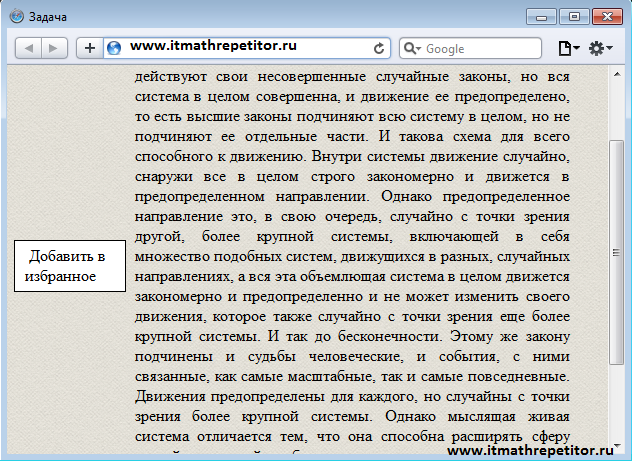 Задача
www.itmathrepetitor.ru
Google
действуют свои несовершенные случайные законы, но вся
система в целом совершенна, и движение ее предопределено,
то есть высшие законы подчиняют всю систему в целом, но не
подчиняют ее отдельные части. И такова схема для всего
способного к движению. Внутри системы движение случайно,
снаружи все в целом строго закономерно и движется в
предопределенном направлении. Однако предопределенное
направление это, в свою очередь, случайно с точки зрения
другой, более крупной системы, включающей в себя
множество подобных систем, движущихся в разных, случайных
направлениях, а вся эта объемлющая система в целом движется
закономерно и предопределенно и не может изменить своего
движения, которое также случайно с точки зрения еще более
крупной системы. И так до бесконечности. Этому же закону
подчинены и судьбы человеческие, и события, с ними
связанные, как самые масштабные, так и самые повседневные.
Движения предопределены для каждого, но случайны с точки
зрения более крупной системы. Однако мыслящая живая
система отличается тем, что она способна расширять сферу
Добавить в
избранное
www.itmathrepetitor.ru